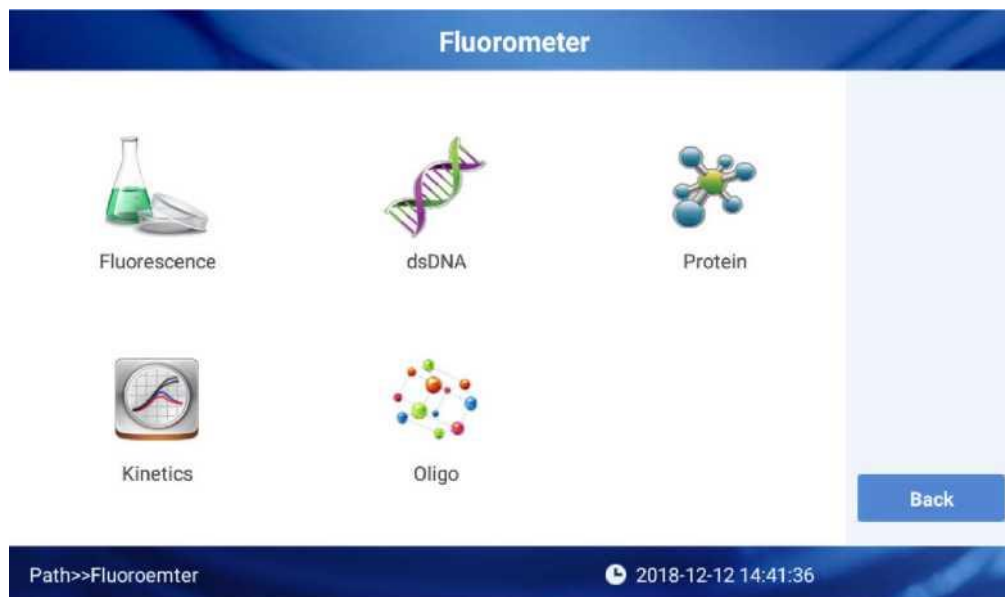 Fluorometer
Fluorescence
dsDNA
Protein
Kinetics
Oligo
Back
Path>>Fluoroemter
2018-12-12 14:41:36